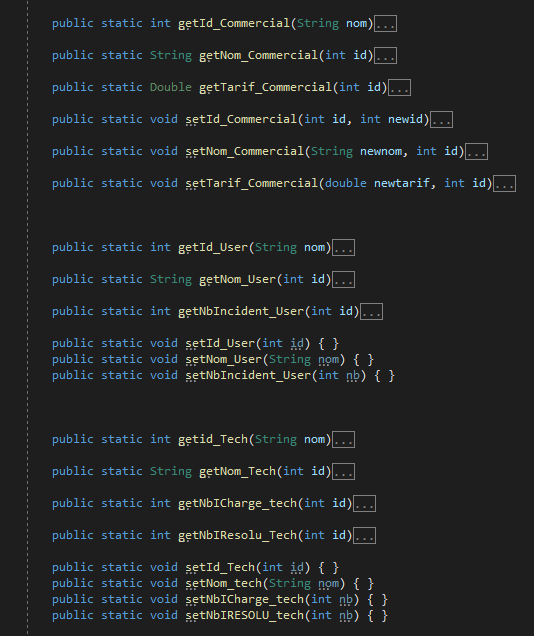 public static int getId_Commercial(String nom)...
public static String getNom_Commercial(int id)...
public static Double getTarif_Commercial(int id)...
public static void setId_Commercial(int id, int newid)...
public static void setNom_Commercial(String newnom, int id)...
public static void setTarif_Commercial(double newtarif, int id)...
public static int getId_User(String nom)...
public static String getNom_User(int id)...
public static int getNbIncident_User(int id)...
public static void setId_User(int id) { }
public static void setNom_User(String nom) { }
public static void setNbIncident_User(int nb) { }
public static int getid_Tech(String nom)...
public static String getNom_Tech(int id)...
public static int getNbICharge_tech(int id)...
public static int getNbIResolu_Tech(int id)...
public static void setId_Tech(int id) { }
public static void setNom_tech(String nom) { }
public static void setNbICharge_tech(int nb) { }
public static void setNbIRESOLU_tech(int nb) { }